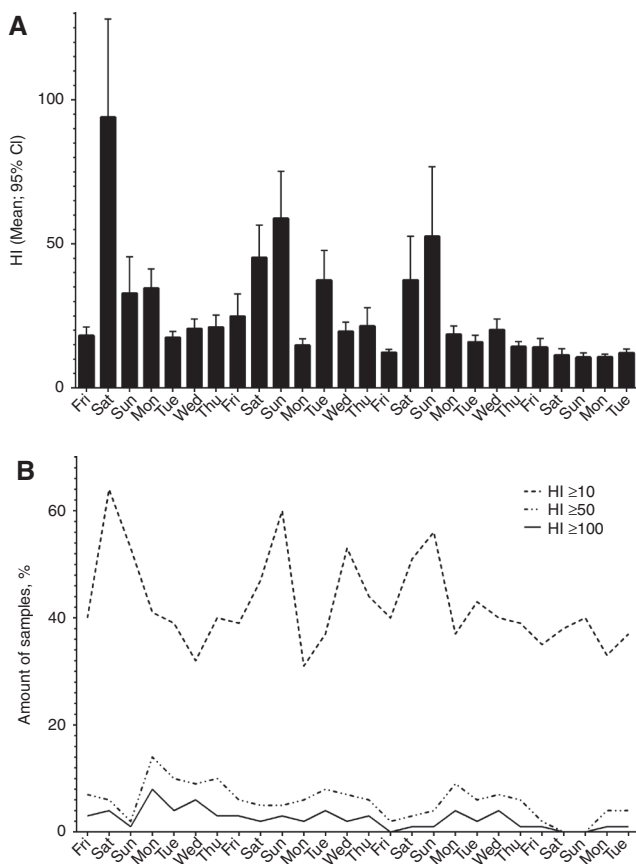 A
HI (Mean; 95% CI)
100
50
0
Fri Sat Sun Mon Tue Wed Thu Fri Sat Sun Mon Tue Wed Thu Fri Sat Sun Mon Tue Wed Thu Fri Sat Sun Mon Tue
B
Amount of samples, %
60
40
20
0
HI ≥10
HI ≥50
HI ≥100
Fri Sat Sun Mon Tue Wed Thu Fri Sat Sun Mon Tue Wed Thu Fri Sat Sun Mon Tue Wed Thu Fri Sat Sun Mon Tue